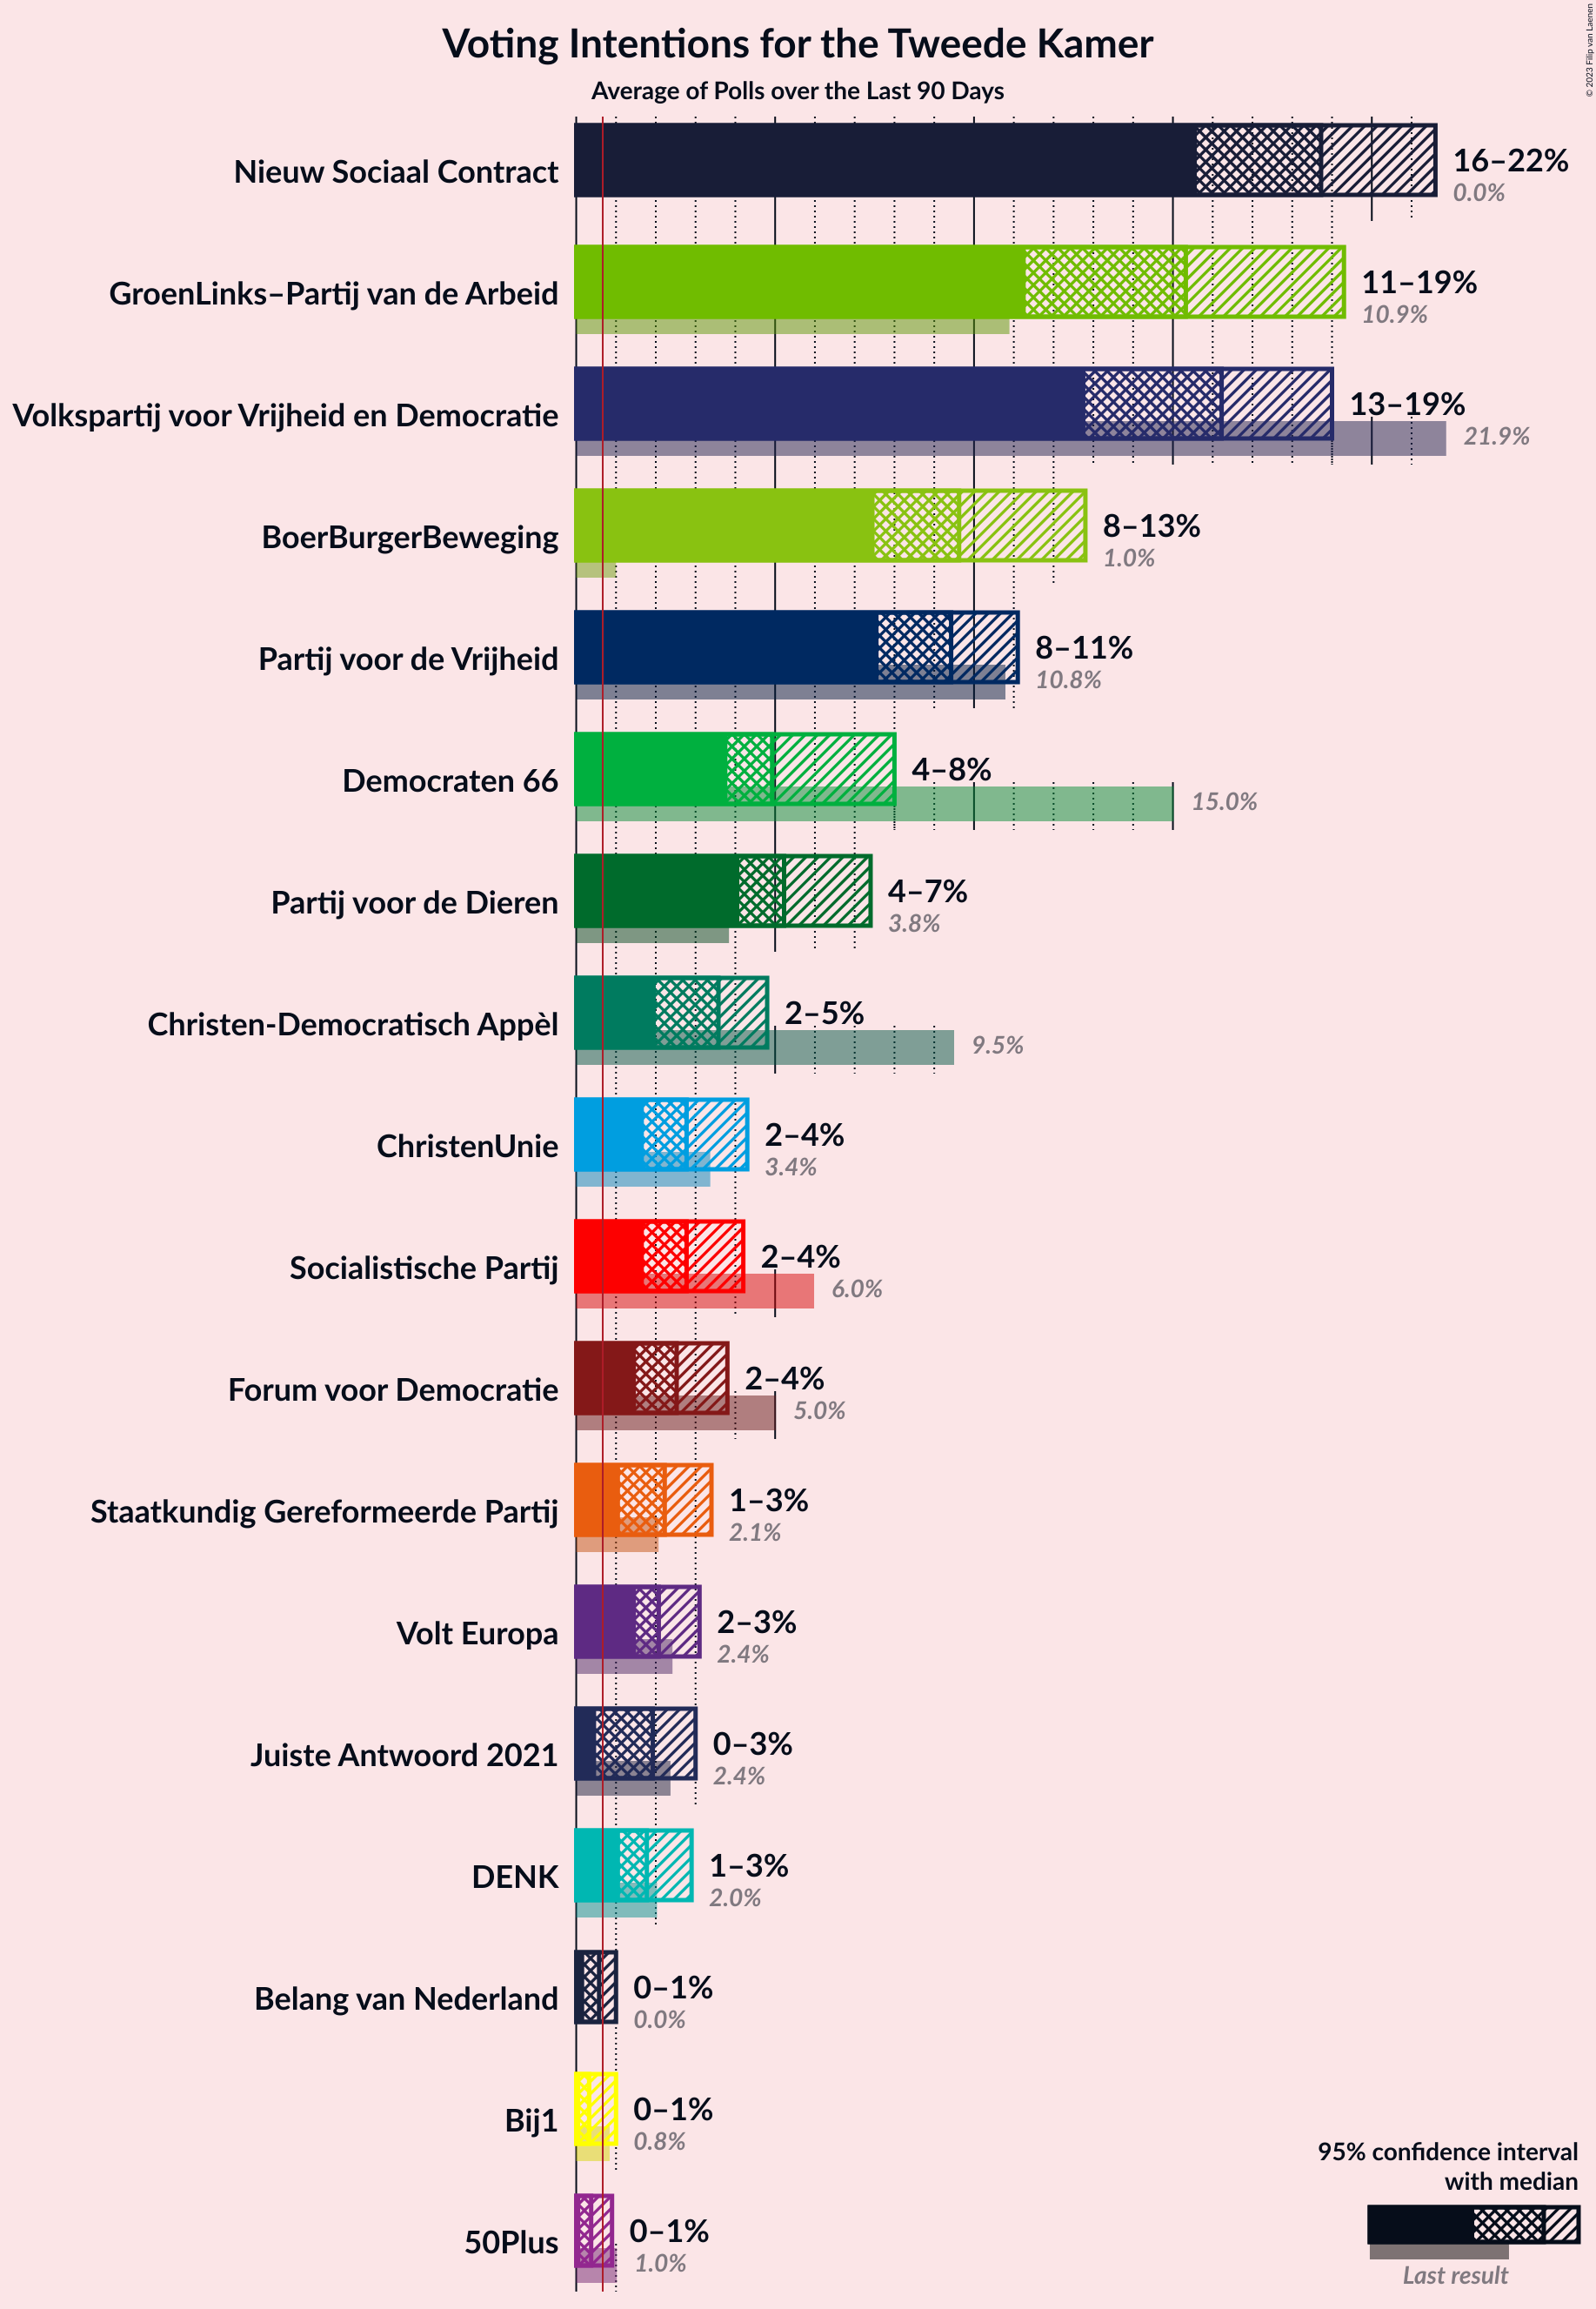 Voting Intentions for the Tweede Kamer
Average of Polls over the Last 90 Days
© 2023 Filip van Laenen
Nieuw Sociaal Contract
16–22%
0.0%
GroenLinks–Partij van de Arbeid
11–19%
10.9%
Volkspartij voor Vrijheid en Democratie
13–19%
21.9%
BoerBurgerBeweging
8–13%
1.0%
Partij voor de Vrijheid
8–11%
10.8%
Democraten 66
4–8%
15.0%
Partij voor de Dieren
4–7%
3.8%
Christen-Democratisch Appèl
2–5%
9.5%
ChristenUnie
2–4%
3.4%
Socialistische Partij
2–4%
6.0%
Forum voor Democratie
2–4%
5.0%
Staatkundig Gereformeerde Partij
1–3%
2.1%
Volt Europa
2–3%
2.4%
Juiste Antwoord 2021
0–3%
2.4%
DENK
1–3%
2.0%
Belang van Nederland
0–1%
0.0%
Bij1
0–1%
0.8%
50Plus
0–1%
1.0%
95% confidence interval
with median
Last result